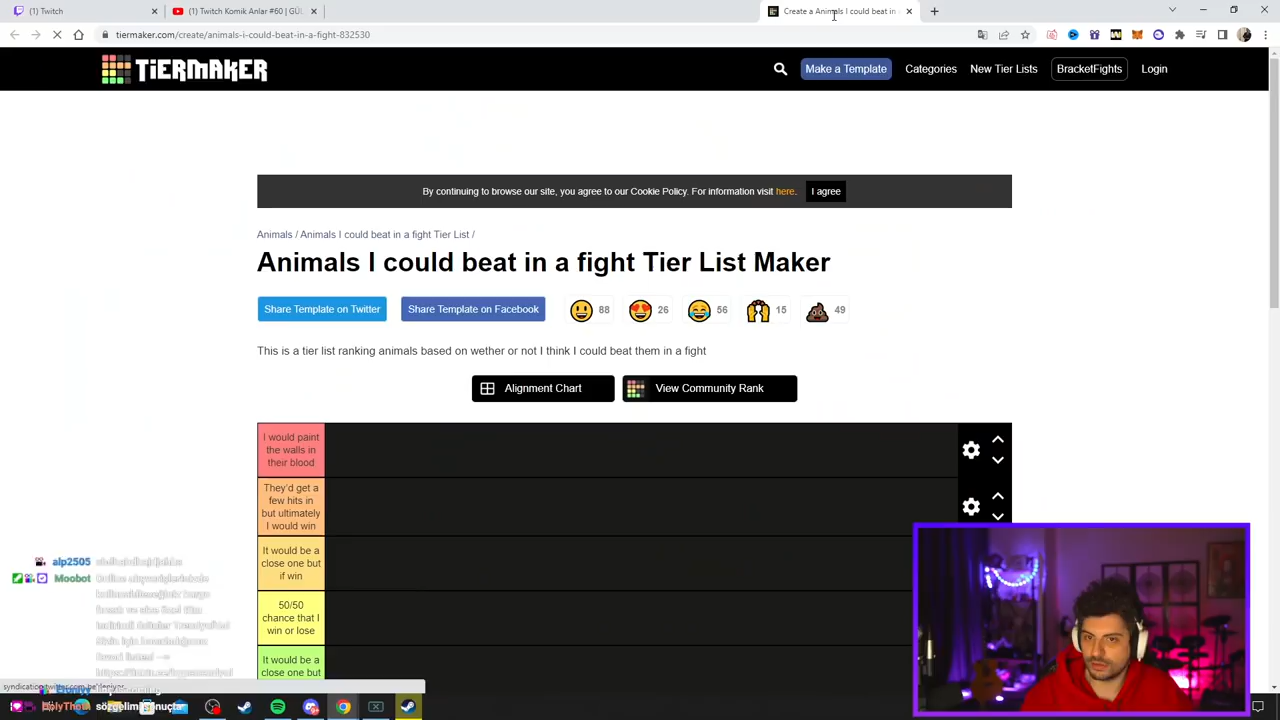 (1) Twitch
(1) Twitch Komik Anlar #60 | GÜL
Create a Animals I could beat in
tiermaker.com/create/animals-i-could-beat-in-a-fight-832530
TIERMAKER
Make a Template
Categories
New Tier Lists
BracketFights
Login
By continuing to browse our site, you agree to our Cookie Policy. For information visit here.
I agree
Animals / Animals I could beat in a fight Tier List /
Animals I could beat in a fight Tier List Maker
Share Template on Twitter
Share Template on Facebook
88
26
56
15
49
This is a tier list ranking animals based on wether or not I think I could beat them in a fight
Alignment Chart
View Community Rank
I would paint
the walls in
their blood
They'd get a
few hits in
but ultimately
I would win
It would be a
close one but
if win
50/50
chance that I
win or lose
It would be a
close one but
alp2505
Moobot